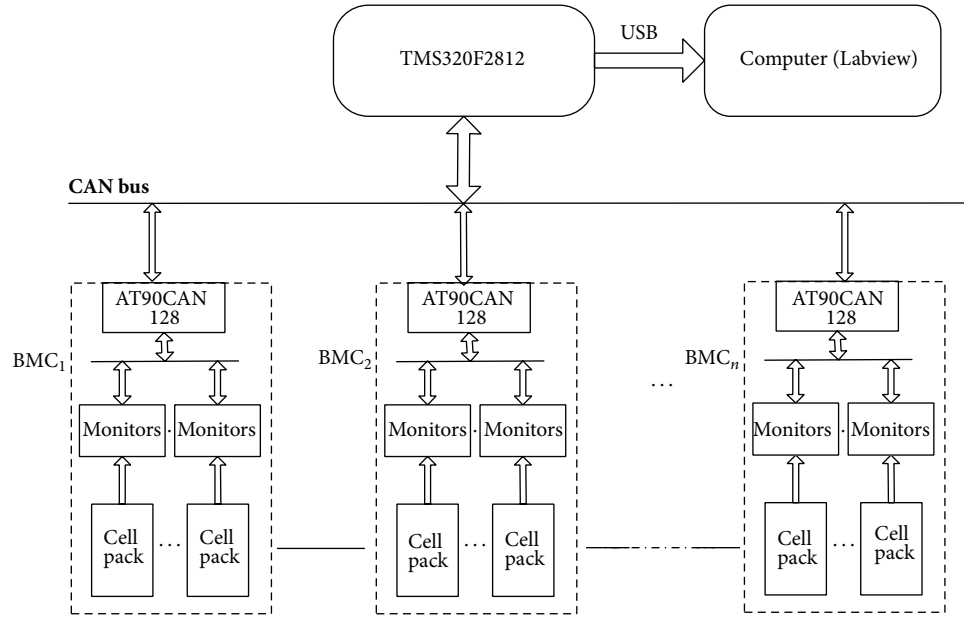 USB
TMS320F2812
Computer (Labview)
CAN bus
AT90CAN
128
AT90CAN
128
AT90CAN
128
BMC1
BMC2
...
BMCn
Monitors · Monitors
Monitors · Monitors
Monitors · Monitors
Cell
pack
...
Cell
pack
Cell
pack
...
Cell
pack
Cell
pack
...
Cell
pack